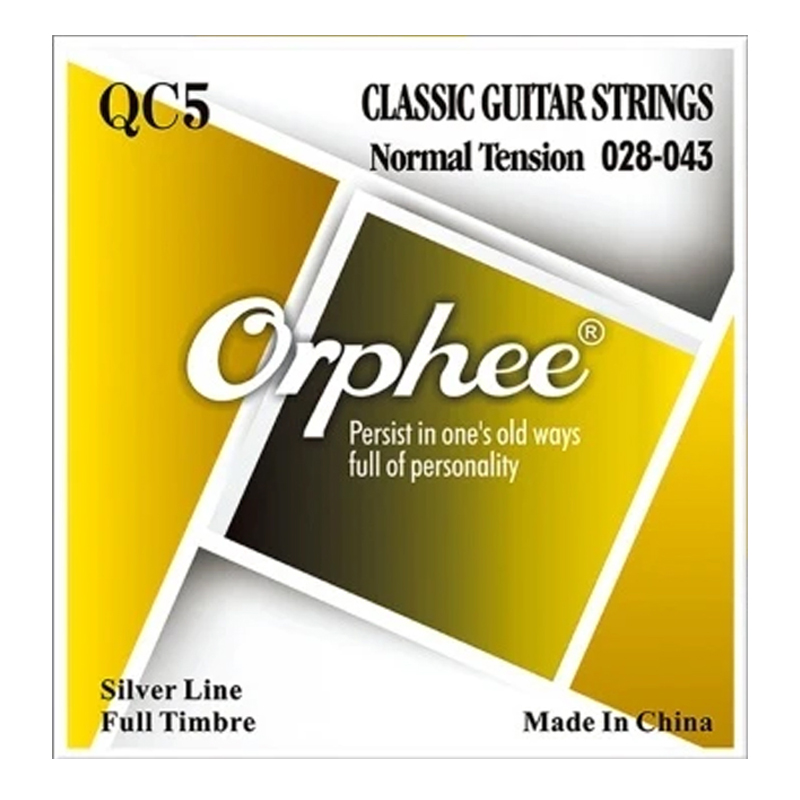 QC5
CLASSIC GUITAR STRINGS
Normal Tension 028-043
Orphee®
Persist in one's old ways
full of personality
Silver Line
Full Timbre
Made In China